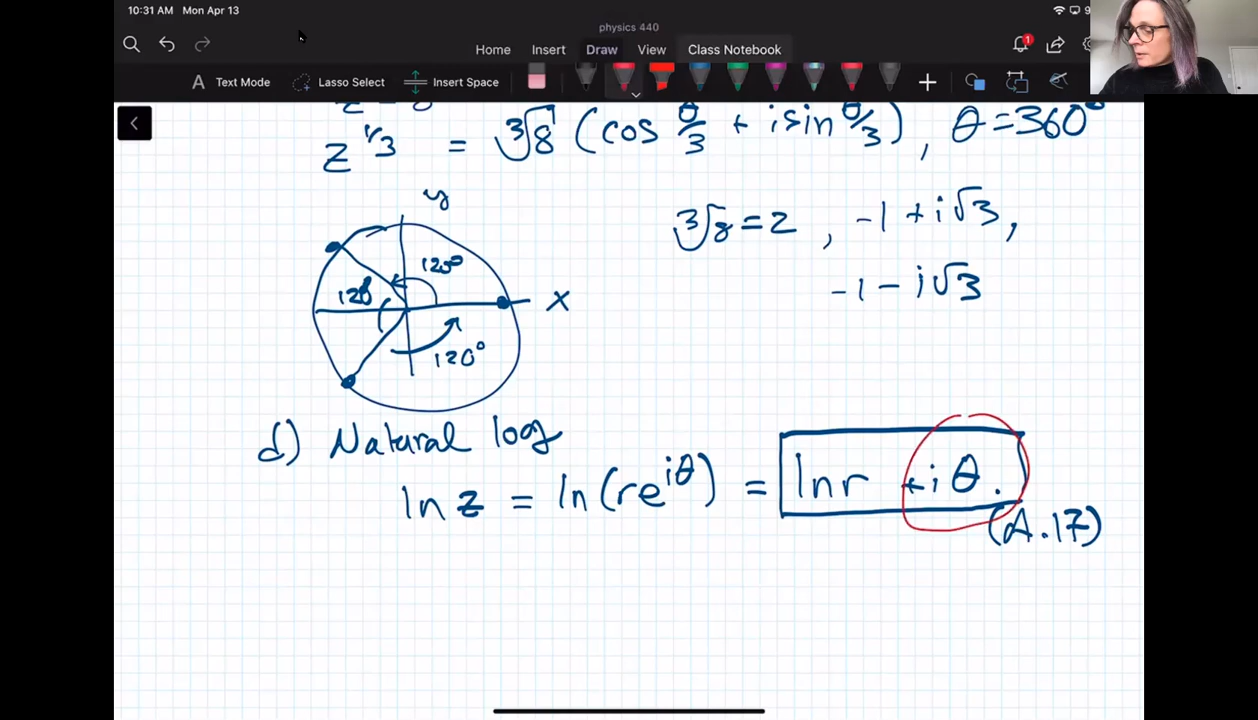 10:31 AM Mon Apr 13
physics 440
Home Insert Draw View Class Notebook
1
A Text Mode Lasso Select Insert Space
z^1/3 = ∛8 (cos θ/3 + i sin θ/3), θ = 360°
y
∛8 = 2, -1 + i√3,
120°
-1 - i√3
120
x
120°
d) Natural log
ln z = ln(re^iθ) = ln r + iθ.
(A.17)